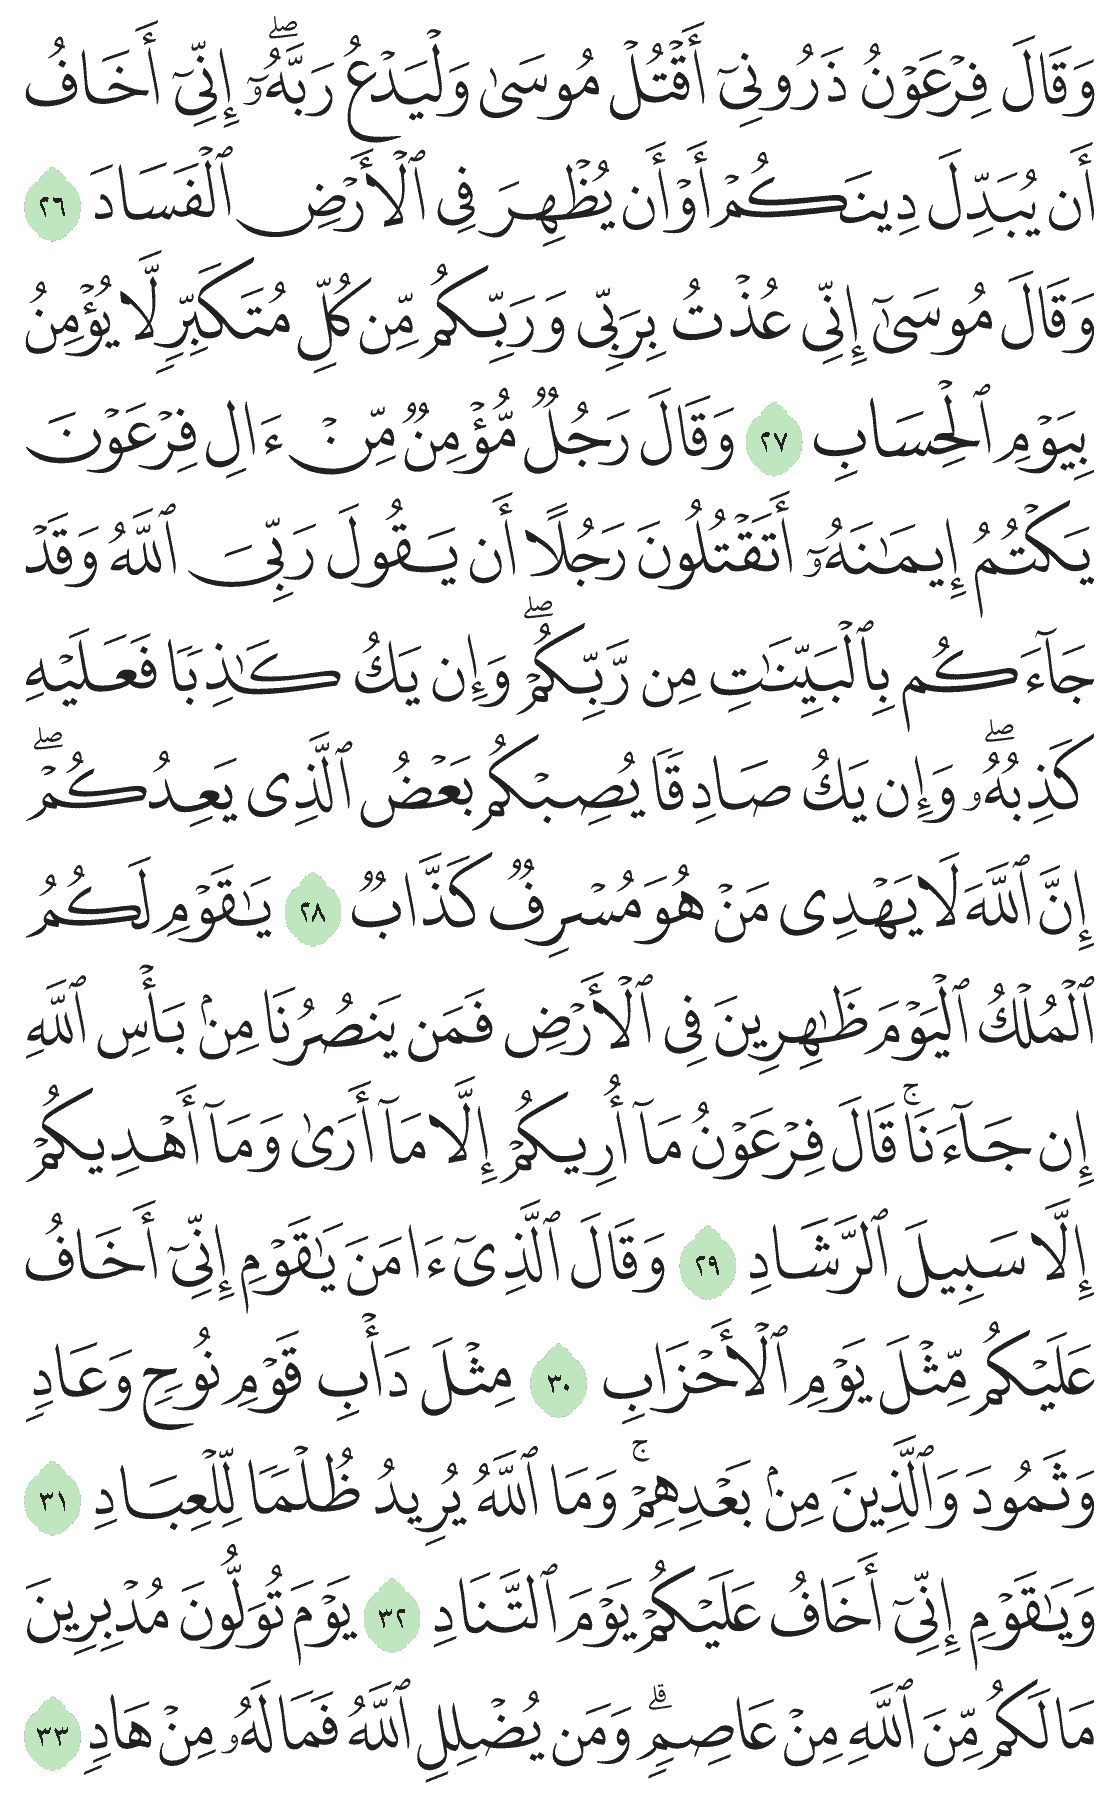 وَقَالَ فِرۡعَوۡنُ ذَرُونِيٓ أَقۡتُلۡ مُوسَىٰ وَلۡيَدۡعُ رَبَّهُۥٓۖ إِنِّيٓ أَخَافُ
أَن يُبَدِّلَ دِينَكُمۡ أَوۡ أَن يُظۡهِرَ فِي ٱلۡأَرۡضِ ٱلۡفَسَادَ ٢٦
وَقَالَ مُوسَىٰٓ إِنِّي عُذۡتُ بِرَبِّي وَرَبِّكُم مِّن كُلِّ مُتَكَبِّرٖ لَّا يُؤۡمِنُ
بِيَوۡمِ ٱلۡحِسَابِ ٢٧ وَقَالَ رَجُلٞ مُّؤۡمِنٞ مِّنۡ ءَالِ فِرۡعَوۡنَ
يَكۡتُمُ إِيمَٰنَهُۥٓ أَتَقۡتُلُونَ رَجُلًا أَن يَقُولَ رَبِّيَ ٱللَّهُ وَقَدۡ
جَآءَكُم بِٱلۡبَيِّنَٰتِ مِن رَّبِّكُمۡۖ وَإِن يَكُ كَٰذِبٗا فَعَلَيۡهِ
كَذِبُهُۥۖ وَإِن يَكُ صَادِقٗا يُصِبۡكُم بَعۡضُ ٱلَّذِي يَعِدُكُمۡۖ
إِنَّ ٱللَّهَ لَا يَهۡدِي مَنۡ هُوَ مُسۡرِفٞ كَذَّابٞ ٢٨ يَٰقَوۡمِ لَكُمُ
ٱلۡمُلۡكُ ٱلۡيَوۡمَ ظَٰهِرِينَ فِي ٱلۡأَرۡضِ فَمَن يَنصُرُنَا مِنۢ بَأۡسِ ٱللَّهِ
إِن جَآءَنَاۚ قَالَ فِرۡعَوۡنُ مَآ أُرِيكُمۡ إِلَّا مَآ أَرَىٰ وَمَآ أَهۡدِيكُمۡ
إِلَّا سَبِيلَ ٱلرَّشَادِ ٢٩ وَقَالَ ٱلَّذِيٓ ءَامَنَ يَٰقَوۡمِ إِنِّيٓ أَخَافُ
عَلَيۡكُم مِّثۡلَ يَوۡمِ ٱلۡأَحۡزَابِ ٣٠ مِثۡلَ دَأۡبِ قَوۡمِ نُوحٖ وَعَادٖ
وَثَمُودَ وَٱلَّذِينَ مِنۢ بَعۡدِهِمۡۚ وَمَا ٱللَّهُ يُرِيدُ ظُلۡمٗا لِّلۡعِبَادِ ٣١
وَيَٰقَوۡمِ إِنِّيٓ أَخَافُ عَلَيۡكُمۡ يَوۡمَ ٱلتَّنَادِ ٣٢ يَوۡمَ تُوَلُّونَ مُدۡبِرِينَ
مَا لَكُم مِّنَ ٱللَّهِ مِنۡ عَاصِمٖۗ وَمَن يُضۡلِلِ ٱللَّهُ فَمَا لَهُۥ مِنۡ هَادٖ ٣٣